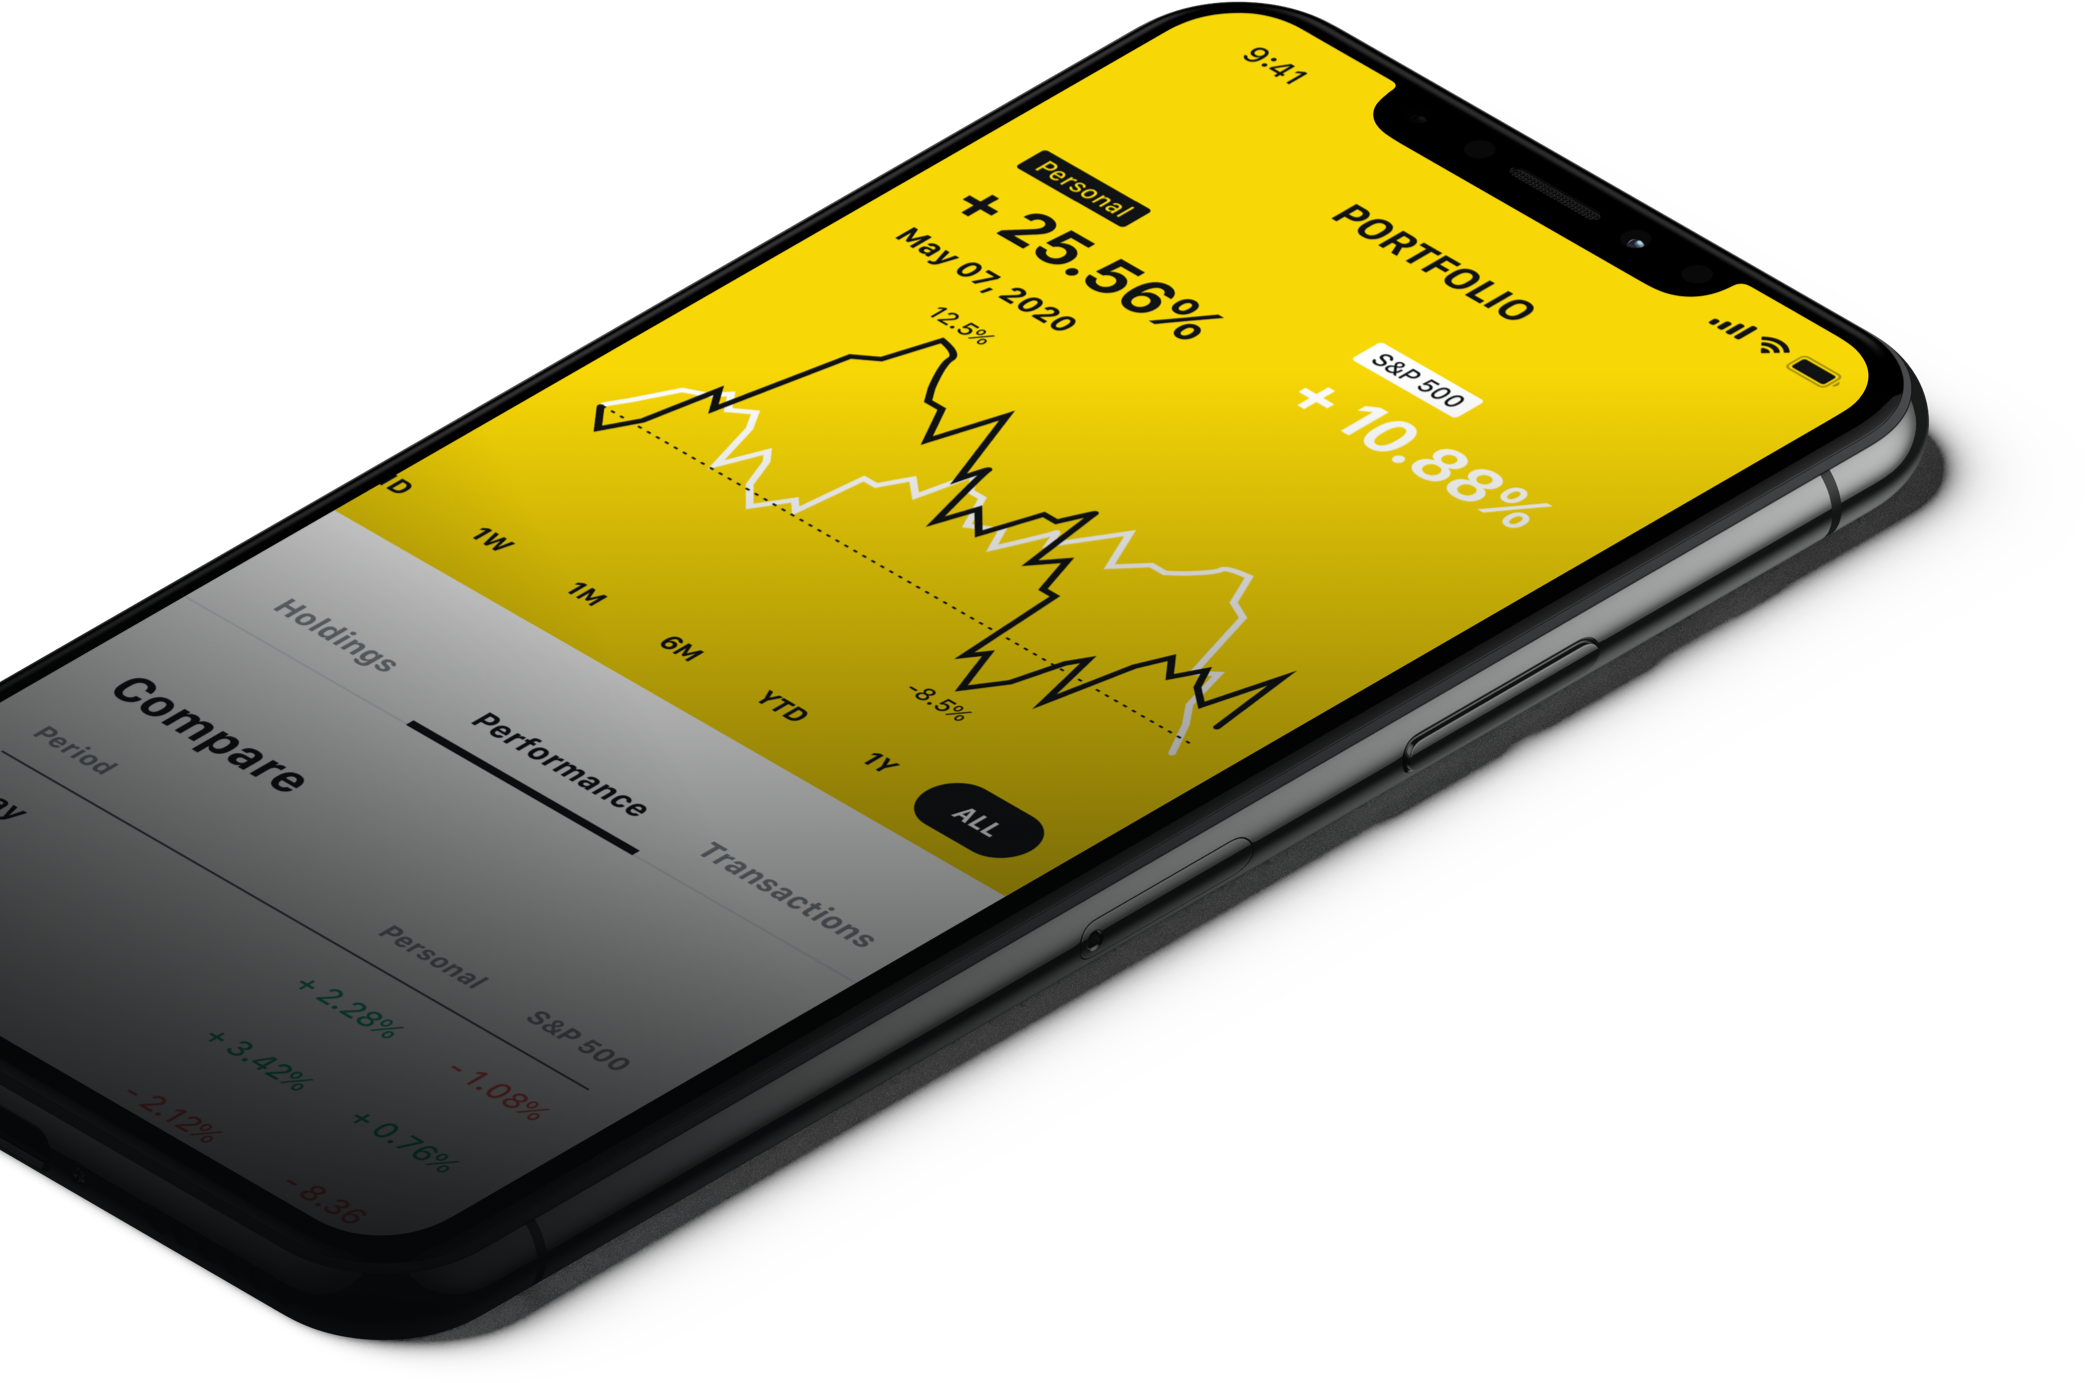 9:41
PORTFOLIO
Personal
+ 25.56%
May 07, 2020
S&P 500
+ 10.88%
12.5%
-8.5%
1W
1M
6M
YTD
1Y
ALL
Holdings
Performance
Transactions
Compare
Period
Personal
S&P 500
+ 2.28%
- 1.08%
+ 3.42%
+ 0.76%
- 2.12%
- 8.36